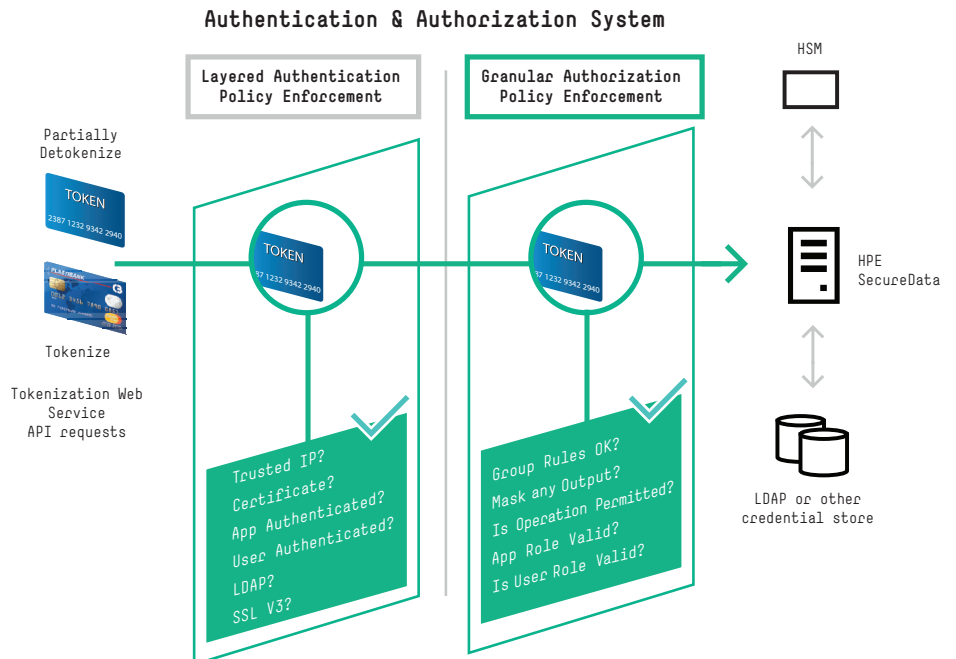 Authentication & Authorization System
Layered Authentication
Policy Enforcement
Granular Authorization
Policy Enforcement
HSM
Partially
Detokenize
TOKEN
2387 1232 9342 2940
Tokenize
Tokenization Web
Service
API requests
TOKEN
87 1232 9342 2940
TOKEN
87 1232 9342 2940
HPE
SecureData
LDAP or other
credential store
Trusted IP?
Certificate?
App Authenticated?
User Authenticated?
LDAP?
SSL V3?
Group Rules OK?
Mask any Output?
Is Operation Permitted?
App Role Valid?
Is User Role Valid?